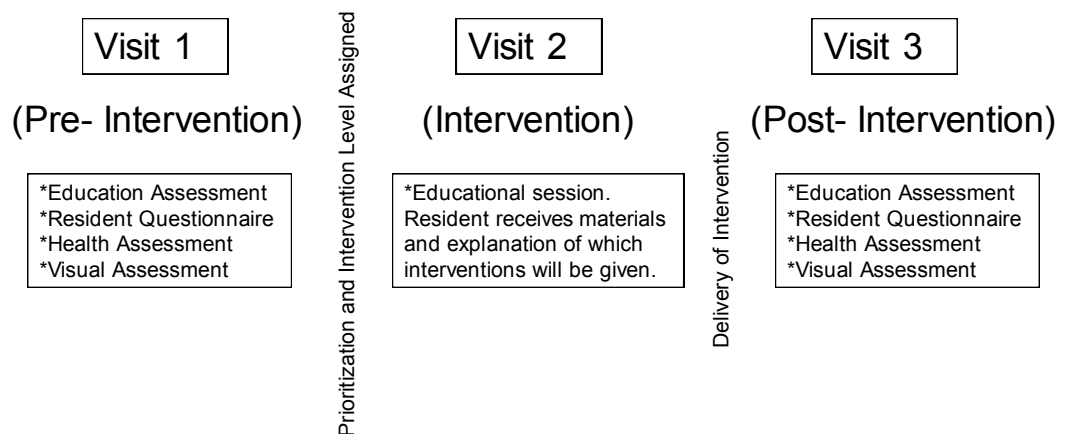 Visit 1
(Pre- Intervention)
*Education Assessment
*Resident Questionnaire
*Health Assessment
*Visual Assessment
Prioritization and Intervention Level Assigned
Visit 2
(Intervention)
*Educational session.
Resident receives materials
and explanation of which
interventions will be given.
Delivery of Intervention
Visit 3
(Post- Intervention)
*Education Assessment
*Resident Questionnaire
*Health Assessment
*Visual Assessment